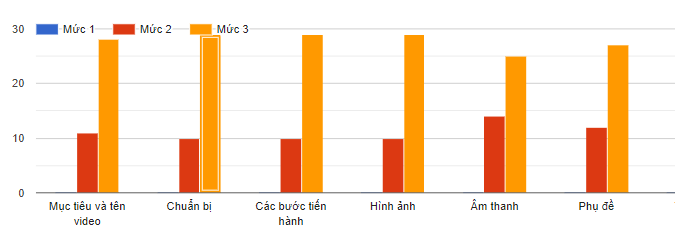 30
Mức 1
Mức 2
Mức 3
20
10
0
Mục tiêu và tên
video
Chuẩn bị
Các bước tiến
hành
Hình ảnh
Âm thanh
Phụ đề